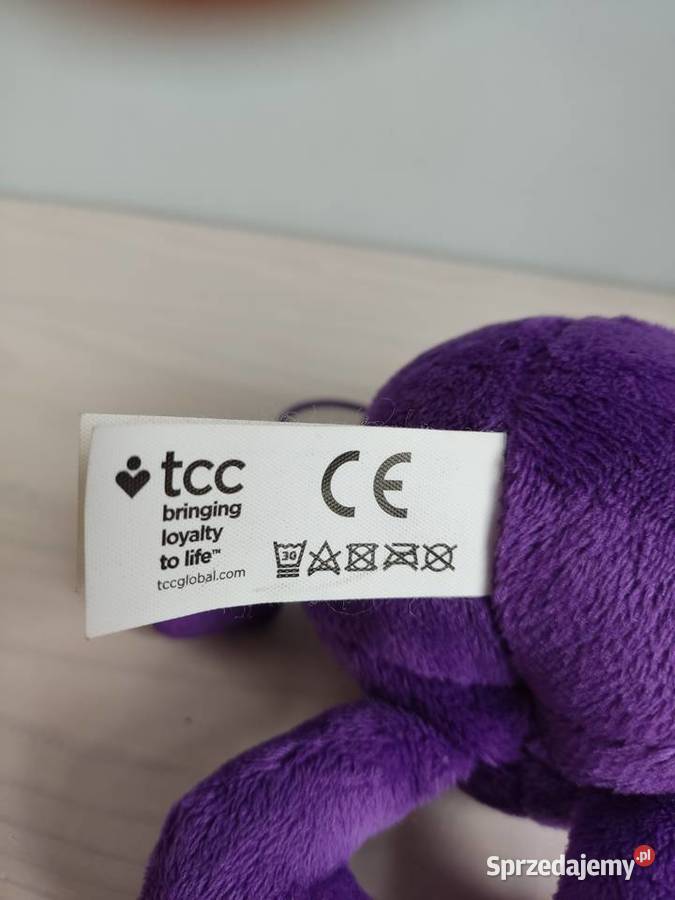 tcc
bringing
loyalty
to life™
tccglobal.com
CE
30
Sprzedajemy.pl